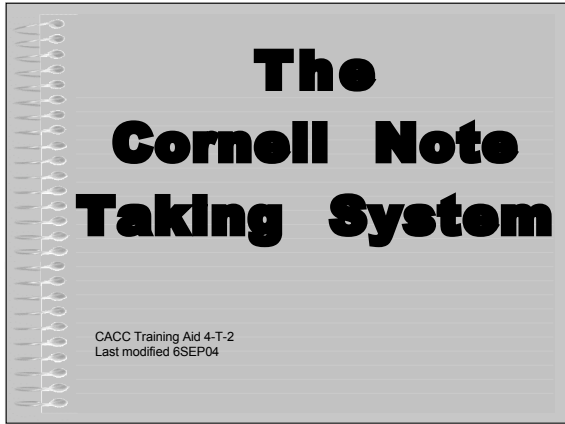 The
Cornell Note
Taking System
CACC Training Aid 4-T-2
Last modified 6SEP04